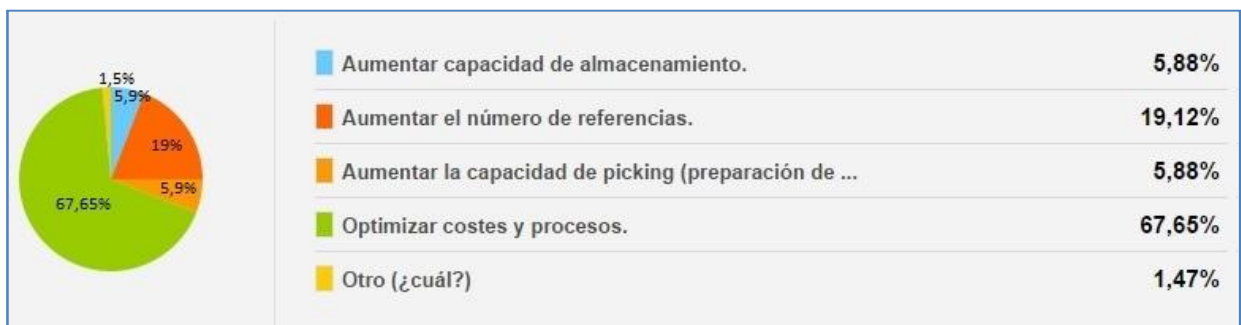 1,5%
5,9%
19%
5,9%
67,65%
Aumentar capacidad de almacenamiento. 5,88%
Aumentar el número de referencias. 19,12%
Aumentar la capacidad de picking (preparación de ... 5,88%
Optimizar costes y procesos. 67,65%
Otro (¿cuál?) 1,47%